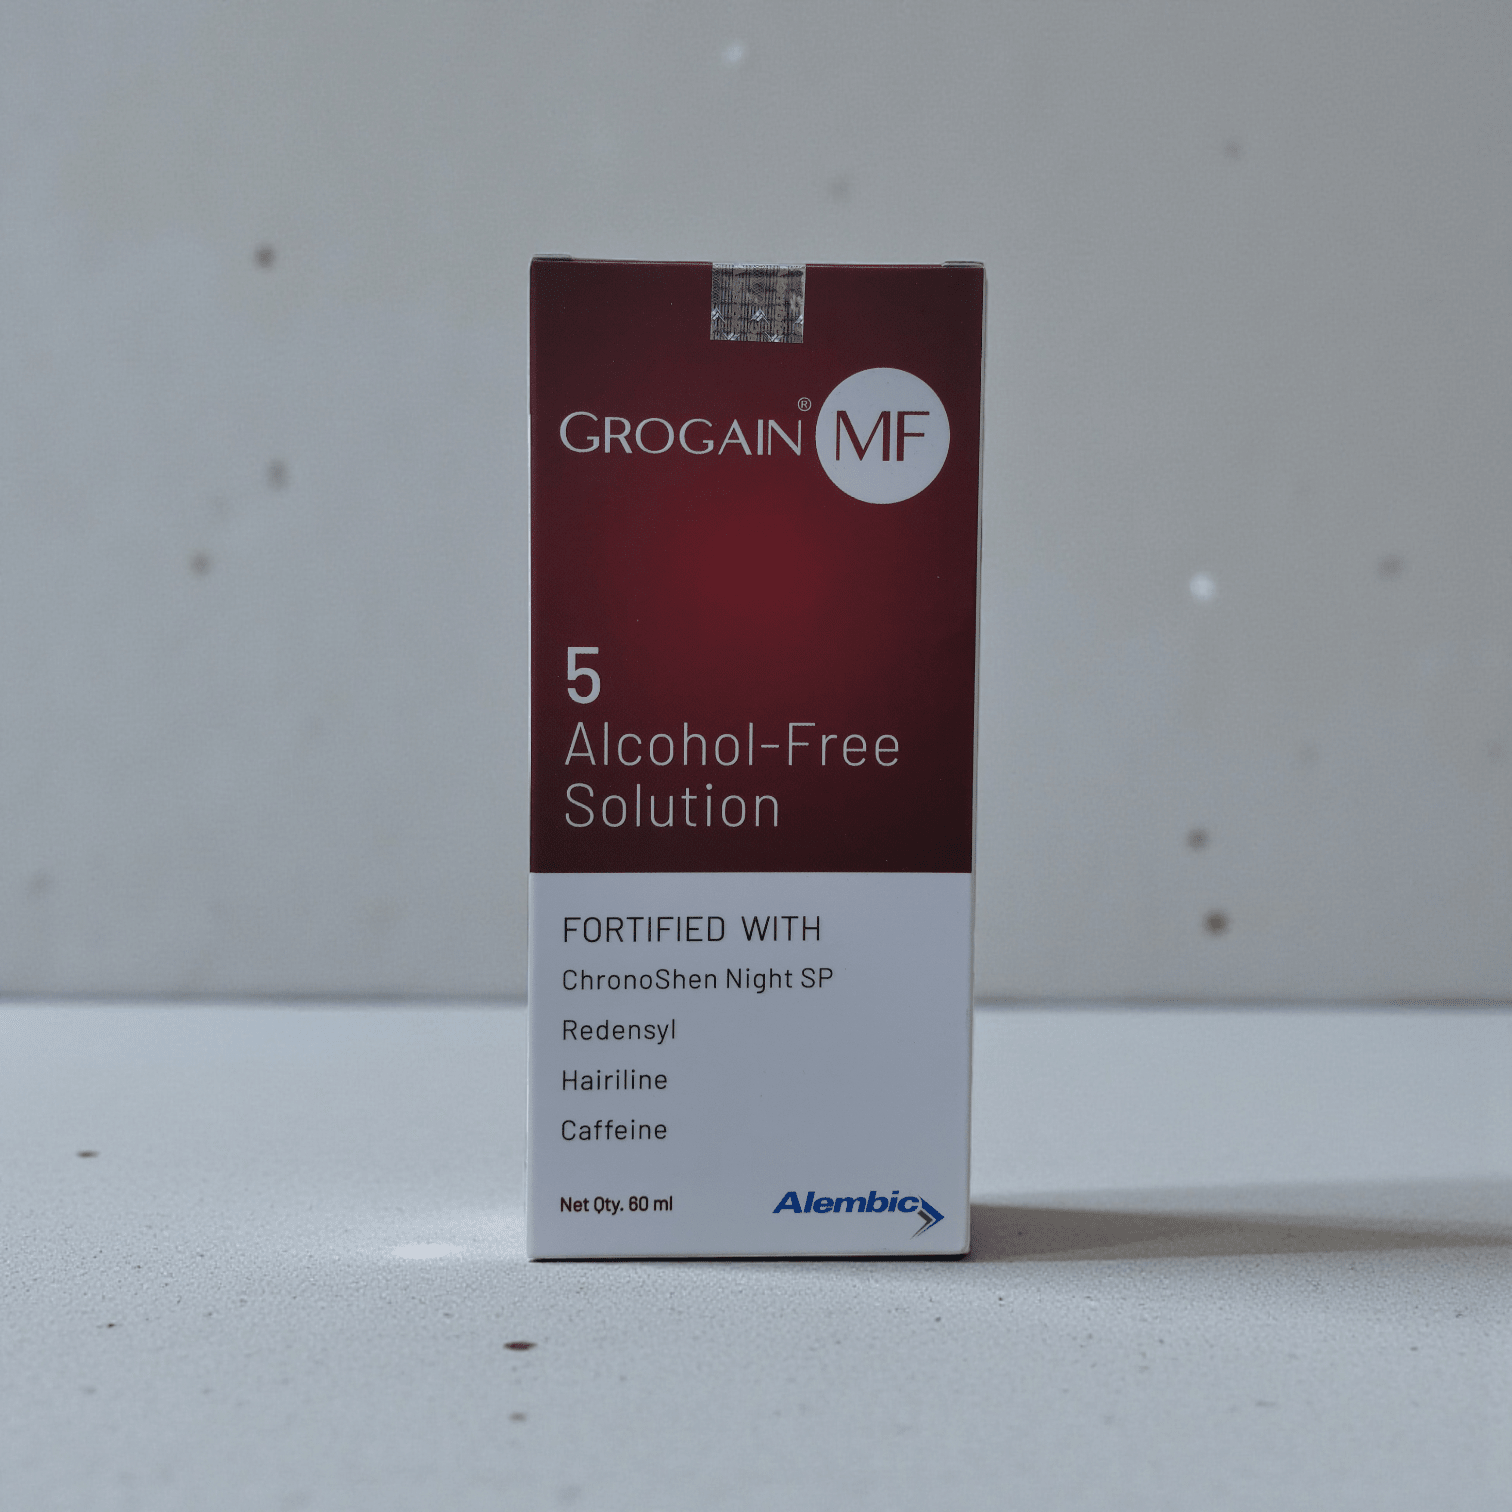 GROGAIN® MF
5
Alcohol-Free
Solution
FORTIFIED WITH
ChronoShen Night SP
Redensyl
Hairiline
Caffeine
Net Qty. 60 ml
Alembic